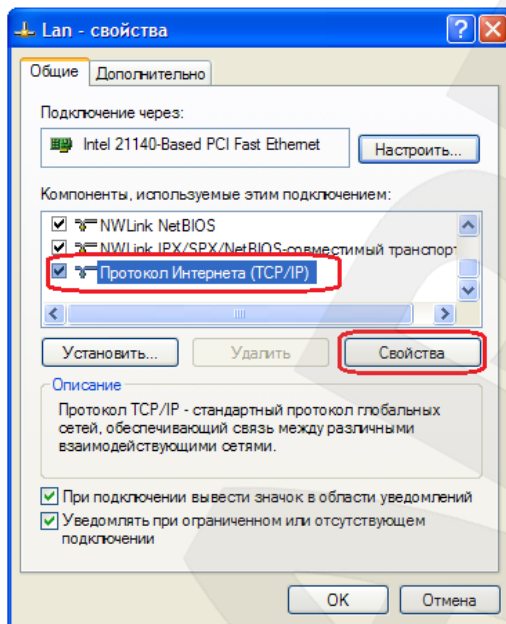 Lan - свойства
Общие
Дополнительно
Подключение через:
Intel 21140-Based PCI Fast Ethernet
Настроить...
Компоненты, используемые этим подключением:
NWLink NetBIOS
NWLink IPX/SPX/NetBIOS-совместимый транспорт
Протокол Интернета (TCP/IP)
Установить...
Удалить
Свойства
Описание
Протокол TCP/IP - стандартный протокол глобальных
сетей, обеспечивающий связь между различными
взаимодействующими сетями.
При подключении вывести значок в области уведомлений
Уведомлять при ограниченном или отсутствующем
подключении
OK
Отмена